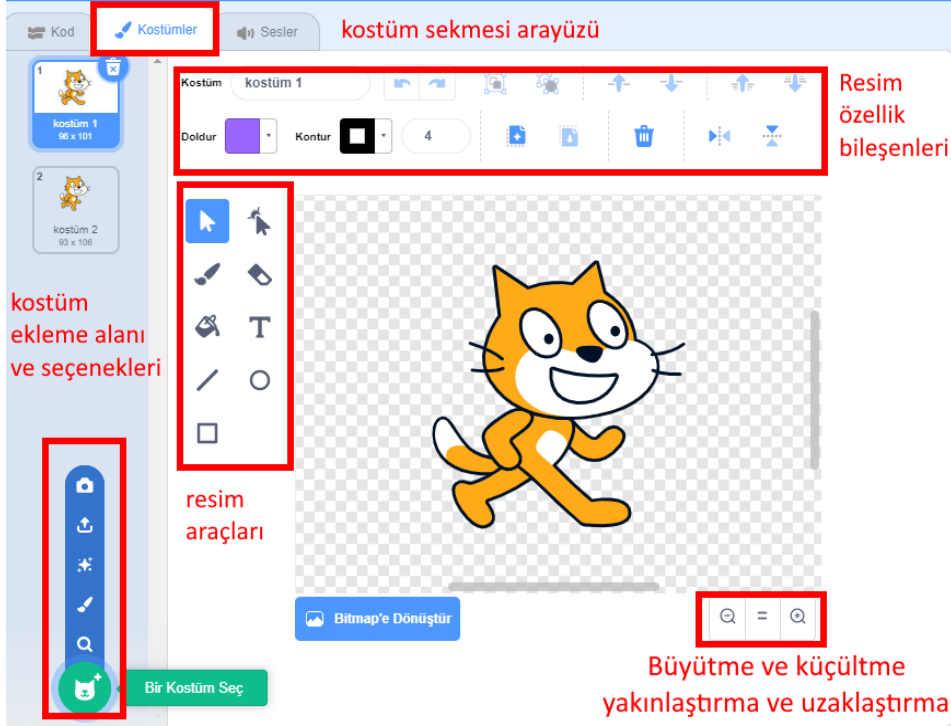 Kod
Kostümler
Sesler
kostüm sekmesi arayüzü
1
kostüm 1
96 x 101
2
kostüm 2
93 x 106
Kostüm
kostüm 1
Doldur
Kontur
4
Resim
özellik
bileşenleri
kostüm
ekleme alanı
ve seçenekleri
T
resim
araçları
Bitmap'e Dönüştür
=
Bir Kostüm Seç
Büyütme ve küçültme
yakınlaştırma ve uzaklaştırma